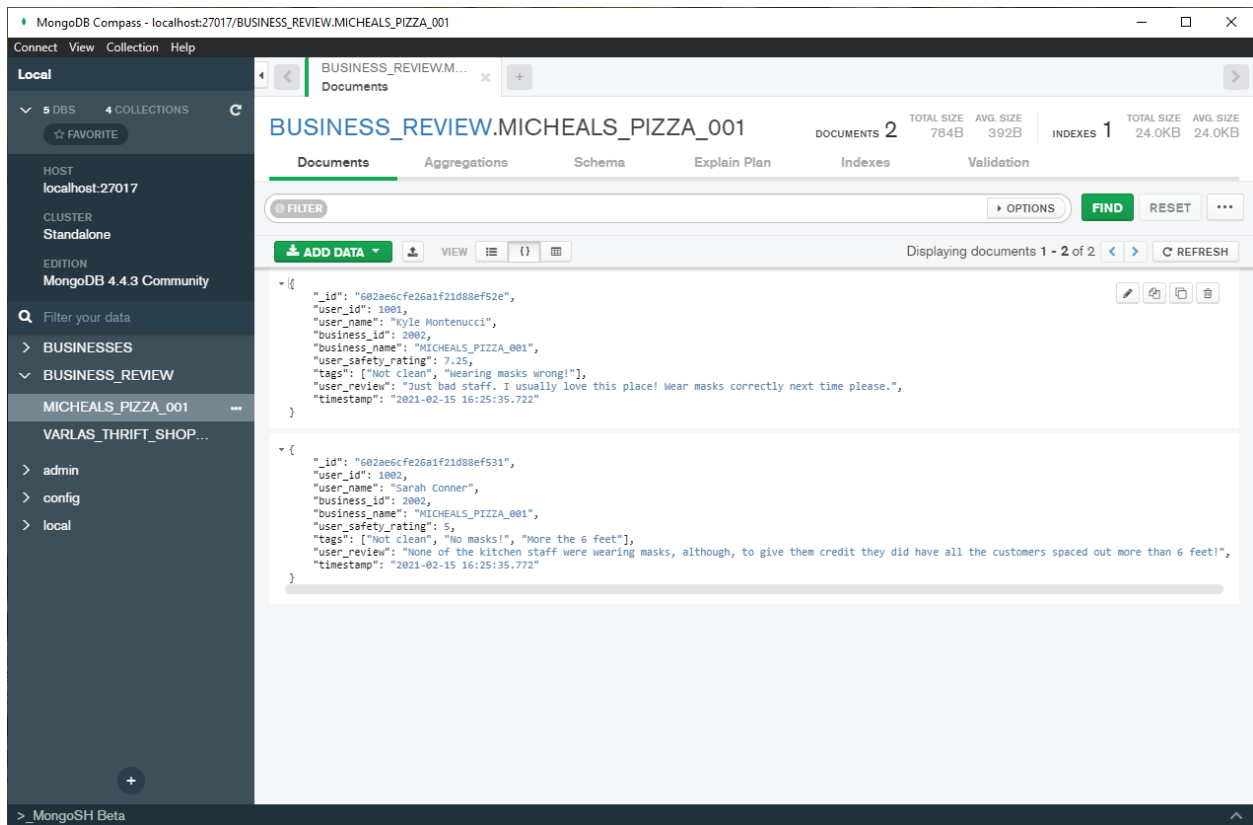 MongoDB Compass - localhost:27017/BUSINESS_REVIEW.MICHEALS_PIZZA_001
Connect View Collection Help
Local
5 DBS 4 COLLECTIONS
FAVORITE
HOST
localhost:27017
CLUSTER
Standalone
EDITION
MongoDB 4.4.3 Community
Filter your data
BUSINESSES
BUSINESS_REVIEW
MICHEALS_PIZZA_001
VARLAS_THRIFT_SHOP...
admin
config
local
BUSINESS_REVIEW.M...
Documents
BUSINESS_REVIEW.MICHEALS_PIZZA_001
DOCUMENTS 2 TOTAL SIZE 784B AVG. SIZE 392B INDEXES 1 TOTAL SIZE 24.0KB AVG. SIZE 24.0KB
Documents Aggregations Schema Explain Plan Indexes Validation
FILTER OPTIONS FIND RESET ...
ADD DATA VIEW {} Displaying documents 1 - 2 of 2 < > REFRESH
{
"_id": "602ae6cfe26a1f21d88ef52e",
"user_id": 1001,
"user_name": "Kyle Montenucci",
"business_id": 2002,
"business_name": "MICHEALS_PIZZA_001",
"user_safety_rating": 7.25,
"tags": ["Not clean", "Wearing masks wrong!"],
"user_review": "Just bad staff. I usually love this place! Wear masks correctly next time please.",
"timestamp": "2021-02-15 16:25:35.722"
}
{
"_id": "602ae6cfe26a1f21d88ef531",
"user_id": 1002,
"user_name": "Sarah Conner",
"business_id": 2002,
"business_name": "MICHEALS_PIZZA_001",
"user_safety_rating": 5,
"tags": ["Not clean", "No masks!", "More the 6 feet"],
"user_review": "None of the kitchen staff were wearing masks, although, to give them credit they did have all the customers spaced out more than 6 feet!",
"timestamp": "2021-02-15 16:25:35.772"
}
>_MongoSH Beta